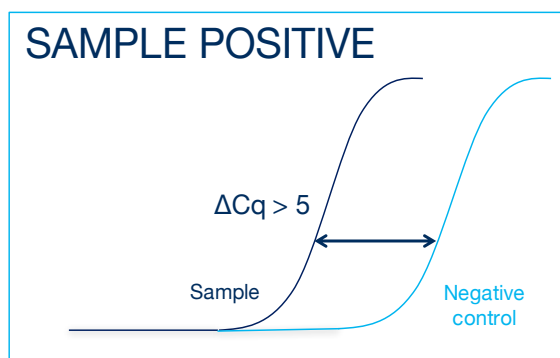 SAMPLE POSITIVE
ΔCq > 5
Sample
Negative
control